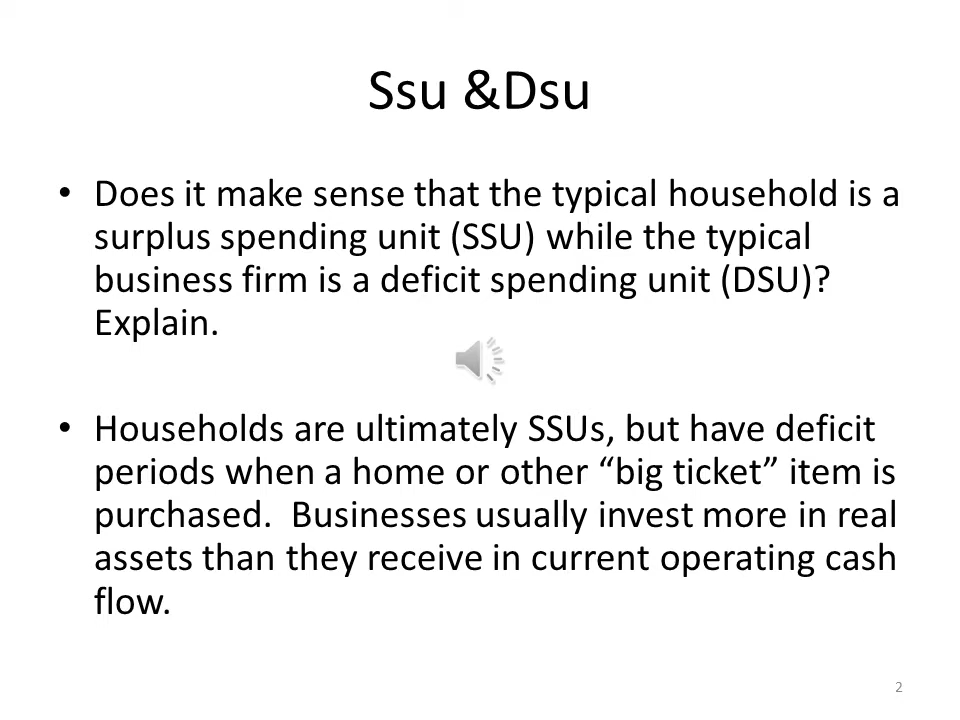 Ssu &Dsu
• Does it make sense that the typical household is a
surplus spending unit (SSU) while the typical
business firm is a deficit spending unit (DSU)?
Explain.
• Households are ultimately SSUs, but have deficit
periods when a home or other “big ticket” item is
purchased.  Businesses usually invest more in real
assets than they receive in current operating cash
flow.
2